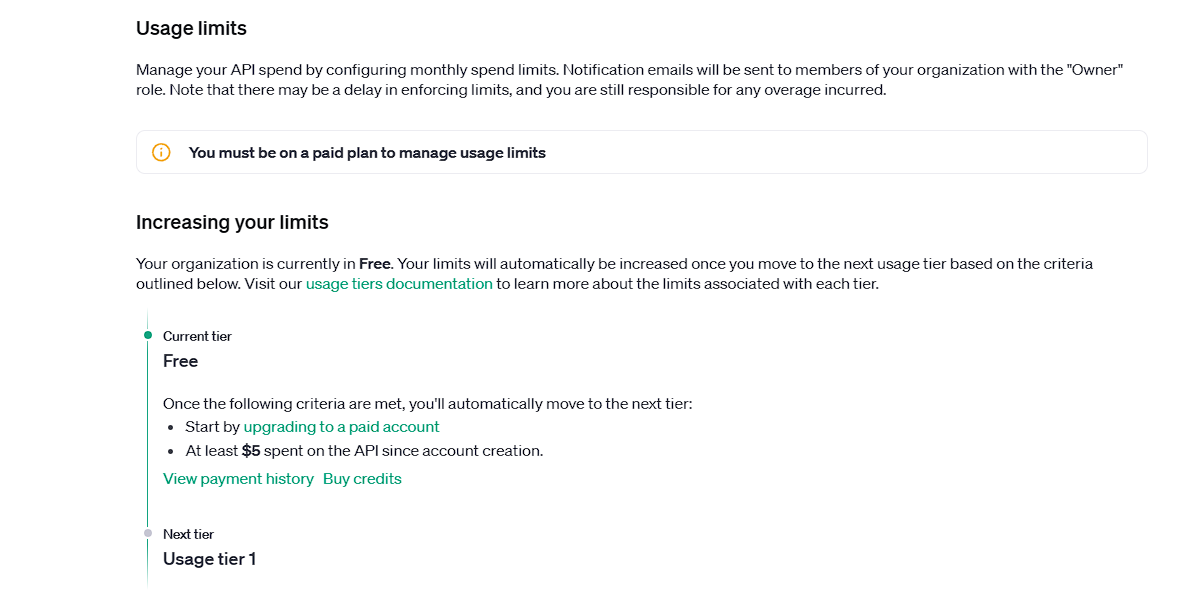 Usage limits
Manage your API spend by configuring monthly spend limits. Notification emails will be sent to members of your organization with the "Owner"
role. Note that there may be a delay in enforcing limits, and you are still responsible for any overage incurred.
You must be on a paid plan to manage usage limits
Increasing your limits
Your organization is currently in Free. Your limits will automatically be increased once you move to the next usage tier based on the criteria
outlined below. Visit our usage tiers documentation to learn more about the limits associated with each tier.
Current tier
Free
Once the following criteria are met, you'll automatically move to the next tier:
• Start by upgrading to a paid account
• At least $5 spent on the API since account creation.
View payment history Buy credits
Next tier
Usage tier 1